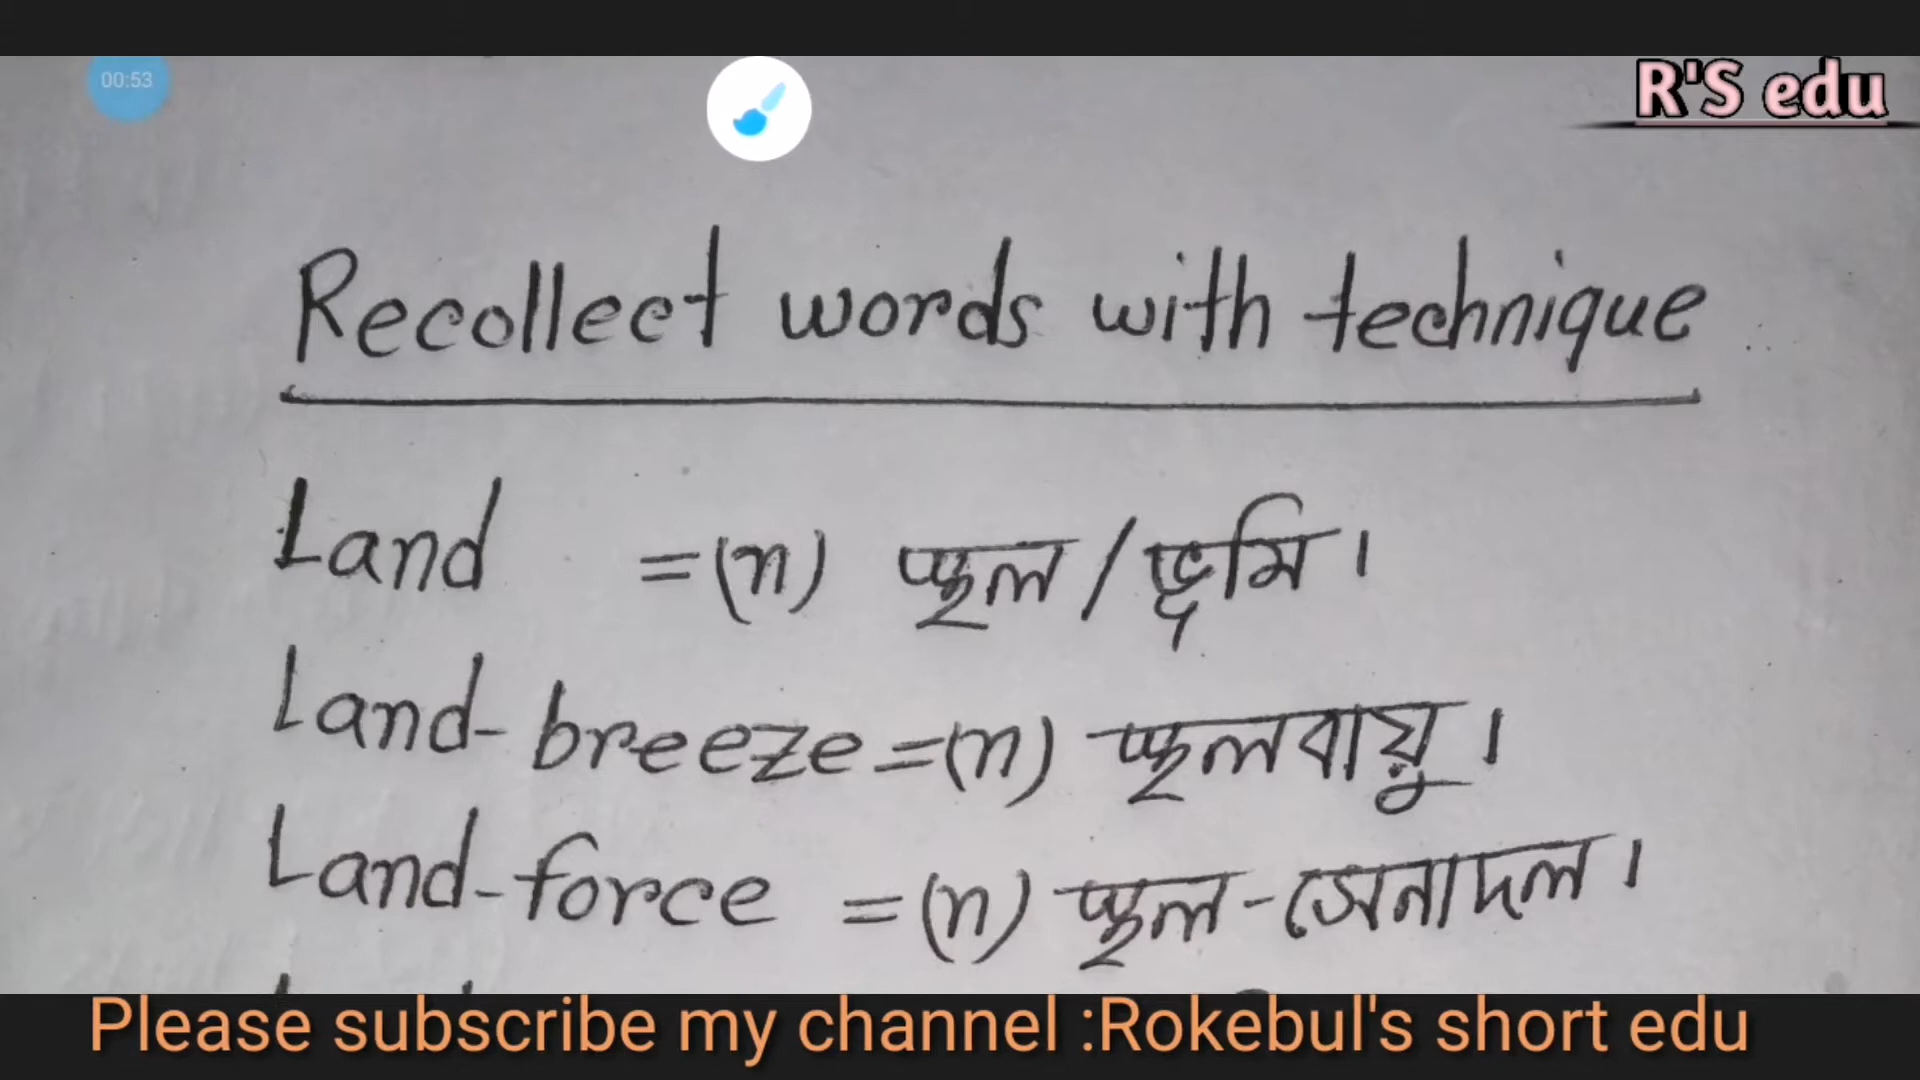 00:53
R'S edu
Recollect words with technique
Land = (n) স্থল / ভূমি ।
Land-breeze = (n) স্থলবায়ু ।
Land-force = (n) স্থল-সেনাদল ।
Please subscribe my channel :Rokebul's short edu